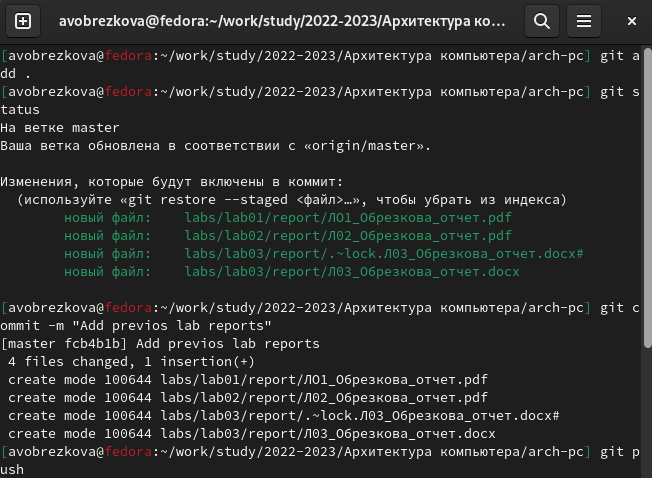 avobrezkova@fedora:~/work/study/2022-2023/Архитектура ко...
[avobrezkova@fedora:~/work/study/2022-2023/Архитектура компьютера/arch-pc] git a
dd .
[avobrezkova@fedora:~/work/study/2022-2023/Архитектура компьютера/arch-pc] git s
tatus
На ветке master
Ваша ветка обновлена в соответствии с «origin/master».
Изменения, которые будут включены в коммит:
(используйте «git restore --staged <файл>…», чтобы убрать из индекса)
новый файл: labs/lab01/report/ЛО1_Обрезкова_отчет.pdf
новый файл: labs/lab02/report/Л02_Обрезкова_отчет.pdf
новый файл: labs/lab03/report/.~lock.Л03_Обрезкова_отчет.docx#
новый файл: labs/lab03/report/Л03_Обрезкова_отчет.docx
[avobrezkova@fedora:~/work/study/2022-2023/Архитектура компьютера/arch-pc] git c
ommit -m "Add previos lab reports"
[master fcb4b1b] Add previos lab reports
4 files changed, 1 insertion(+)
create mode 100644 labs/lab01/report/ЛО1_Обрезкова_отчет.pdf
create mode 100644 labs/lab02/report/Л02_Обрезкова_отчет.pdf
create mode 100644 labs/lab03/report/.~lock.Л03_Обрезкова_отчет.docx#
create mode 100644 labs/lab03/report/Л03_Обрезкова_отчет.docx
[avobrezkova@fedora:~/work/study/2022-2023/Архитектура компьютера/arch-pc] git p
ush